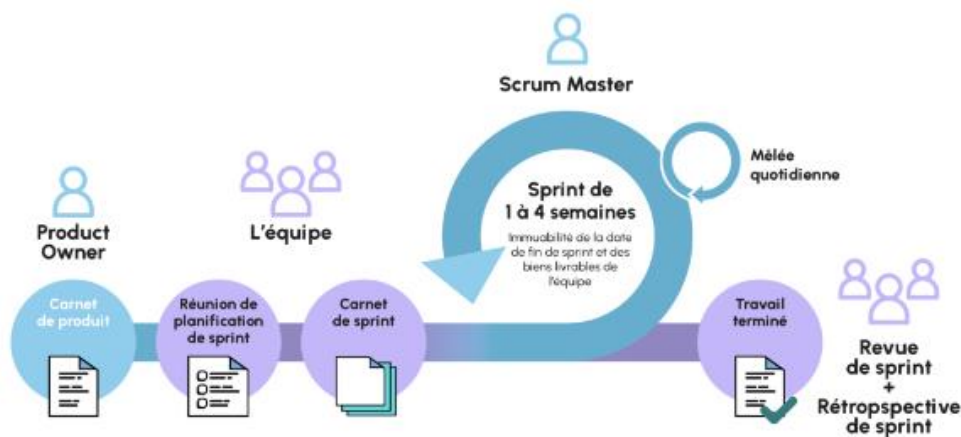 Scrum Master
Mêlée
quotidienne
Sprint de
1 à 4 semaines
Immuabilité de la date
de fin de sprint et des
biens livrables de
l'équipe
Product
Owner
L'équipe
Carnet
de produit
Réunion de
planification
de sprint
Carnet
de sprint
Travail
terminé
Revue
de sprint
+
Rétropspective
de sprint